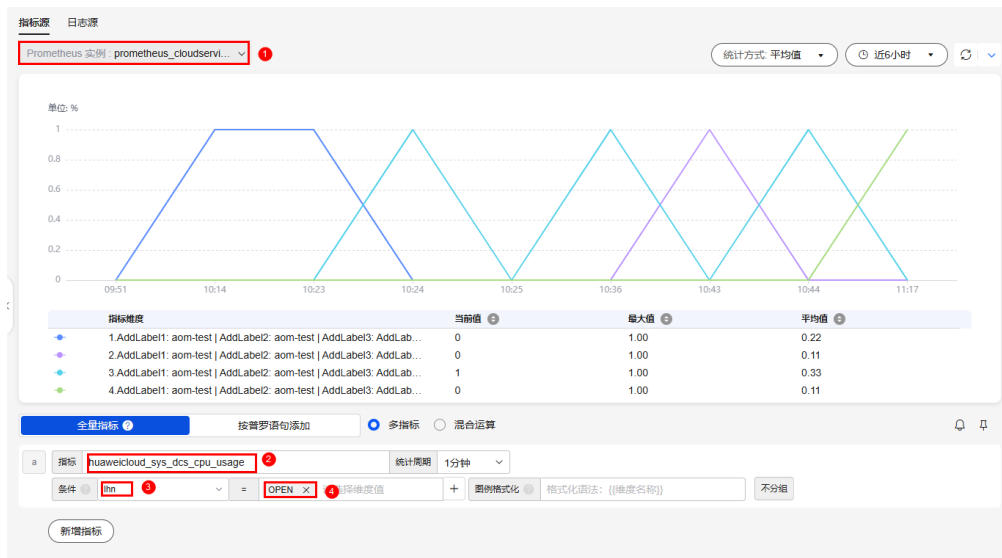 指标源 日志源
Prometheus 实例 : prometheus_cloudservi... 1 统计方式: 平均值 近6小时
单位: %
1
0.8
0.6
0.4
0.2
0
09:51 10:14 10:23 10:24 10:25 10:36 10:43 10:44 11:17
指标维度 当前值 最大值 平均值
1.AddLabel1: aom-test | AddLabel2: aom-test | AddLabel3: AddLab... 0 1.00 0.22
2.AddLabel1: aom-test | AddLabel2: aom-test | AddLabel3: AddLab... 0 1.00 0.11
3.AddLabel1: aom-test | AddLabel2: aom-test | AddLabel3: AddLab... 1 1.00 0.33
4.AddLabel1: aom-test | AddLabel2: aom-test | AddLabel3: AddLab... 0 1.00 0.11
全量指标 ? 按普罗语句添加 多指标 混合运算
a 指标 huaweicloud_sys_dcs_cpu_usage 2 统计周期 1分钟
条件 lhn 3 = OPEN × 4 择维度值 + 图例格式化 格式化语法：{{维度名称}} 不分组
新增指标